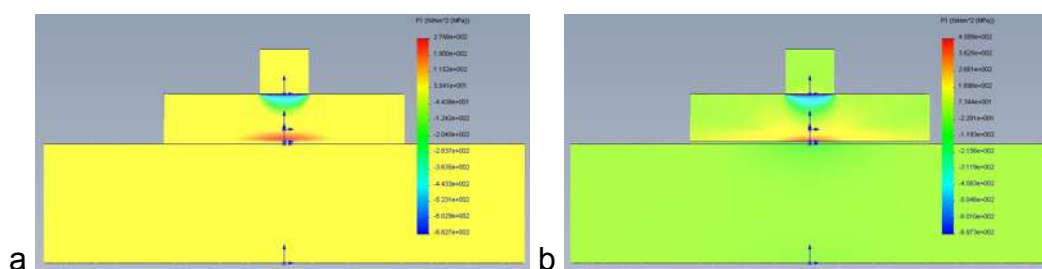 a
P1 (N/mm^2 (MPa))
2.748e+002
1.950e+002
1.152e+002
3.541e+001
-4.439e+001
-1.242e+002
-2.040e+002
-2.837e+002
-3.635e+002
-4.433e+002
-5.231e+002
-6.029e+002
-6.827e+002
b
P1 (N/mm^2 (MPa))
4.589e+002
3.625e+002
2.661e+002
1.698e+002
7.344e+001
-2.291e+001
-1.193e+002
-2.156e+002
-3.119e+002
-4.083e+002
-5.046e+002
-6.010e+002
-6.973e+002